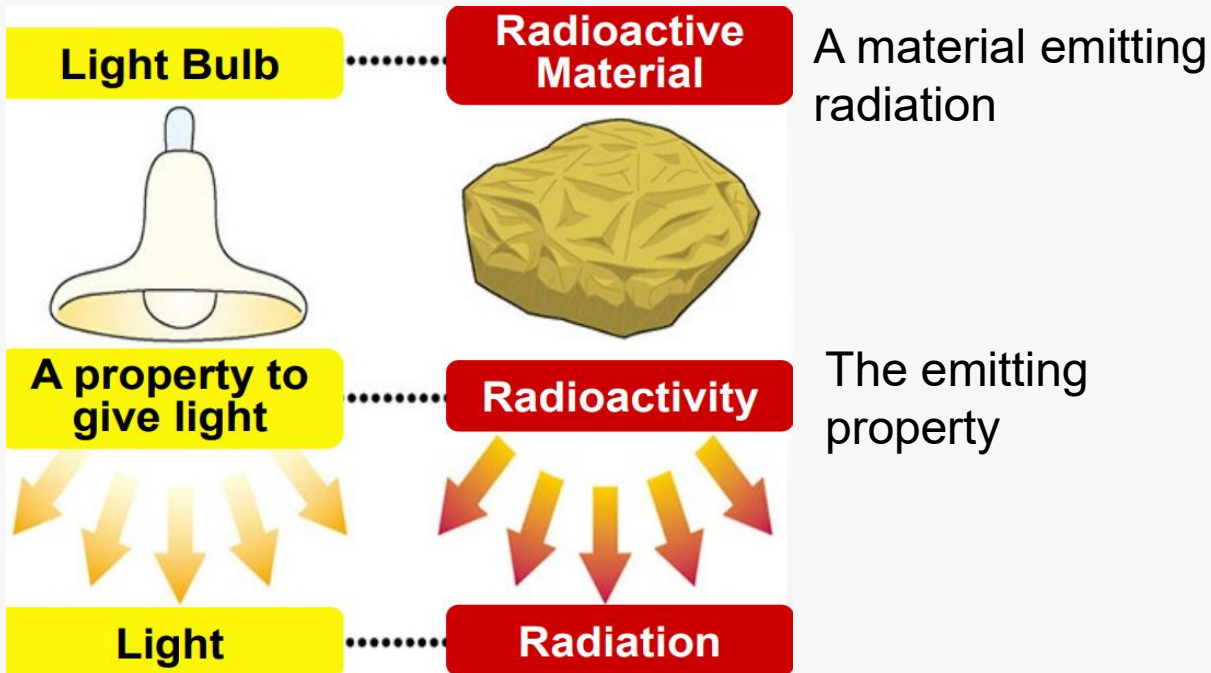 Light Bulb
Radioactive
Material
A material emitting
radiation
A property to
give light
Radioactivity
The emitting
property
Light
Radiation